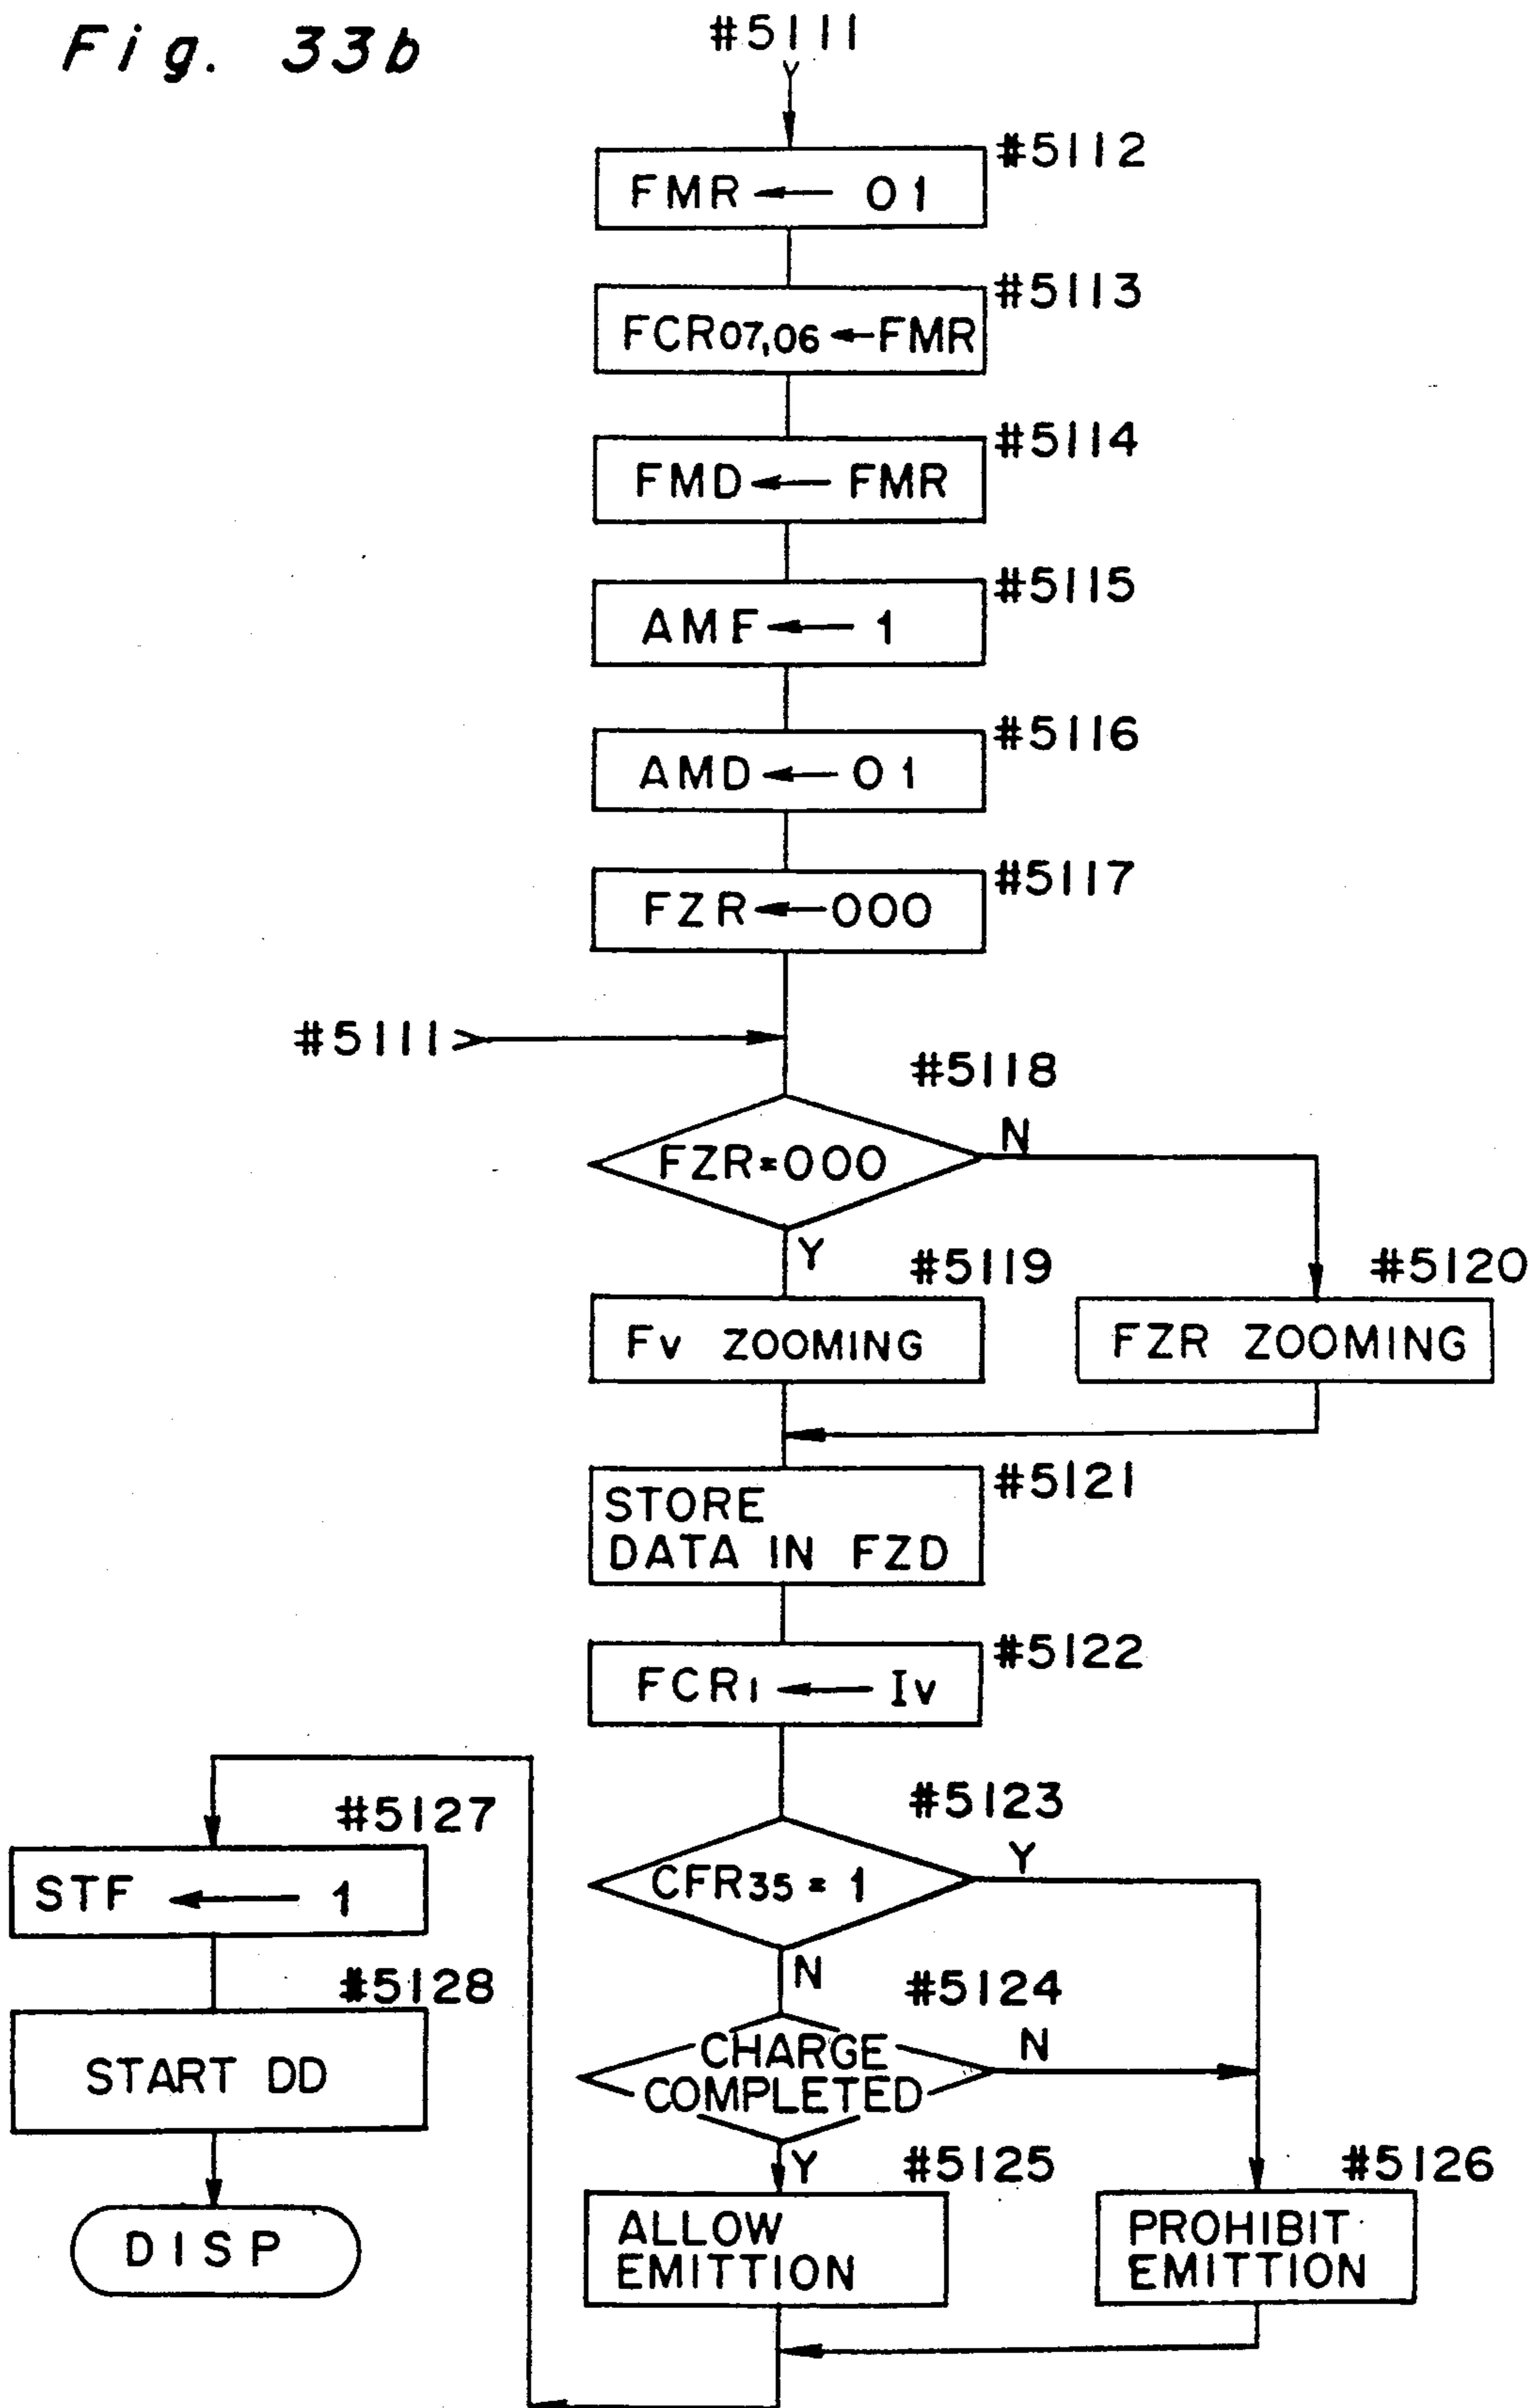 Fig. 33b
#5111
Y
#5112
FMR ← 01
#5113
FCR07,06 ← FMR
#5114
FMD ← FMR
#5115
AMF ← 1
#5116
AMD ← 01
#5117
FZR ← 000
#5111
#5118
FZR=000
N
Y
#5119
#5120
Fv ZOOMING
FZR ZOOMING
#5121
STORE
DATA IN FZD
#5122
FCR1 ← Iv
#5123
CFR35 = 1
Y
N
#5124
CHARGE
COMPLETED
N
Y
#5125
ALLOW
EMITTION
#5126
PROHIBIT
EMITTION
#5127
STF ← 1
#5128
START DD
DISP